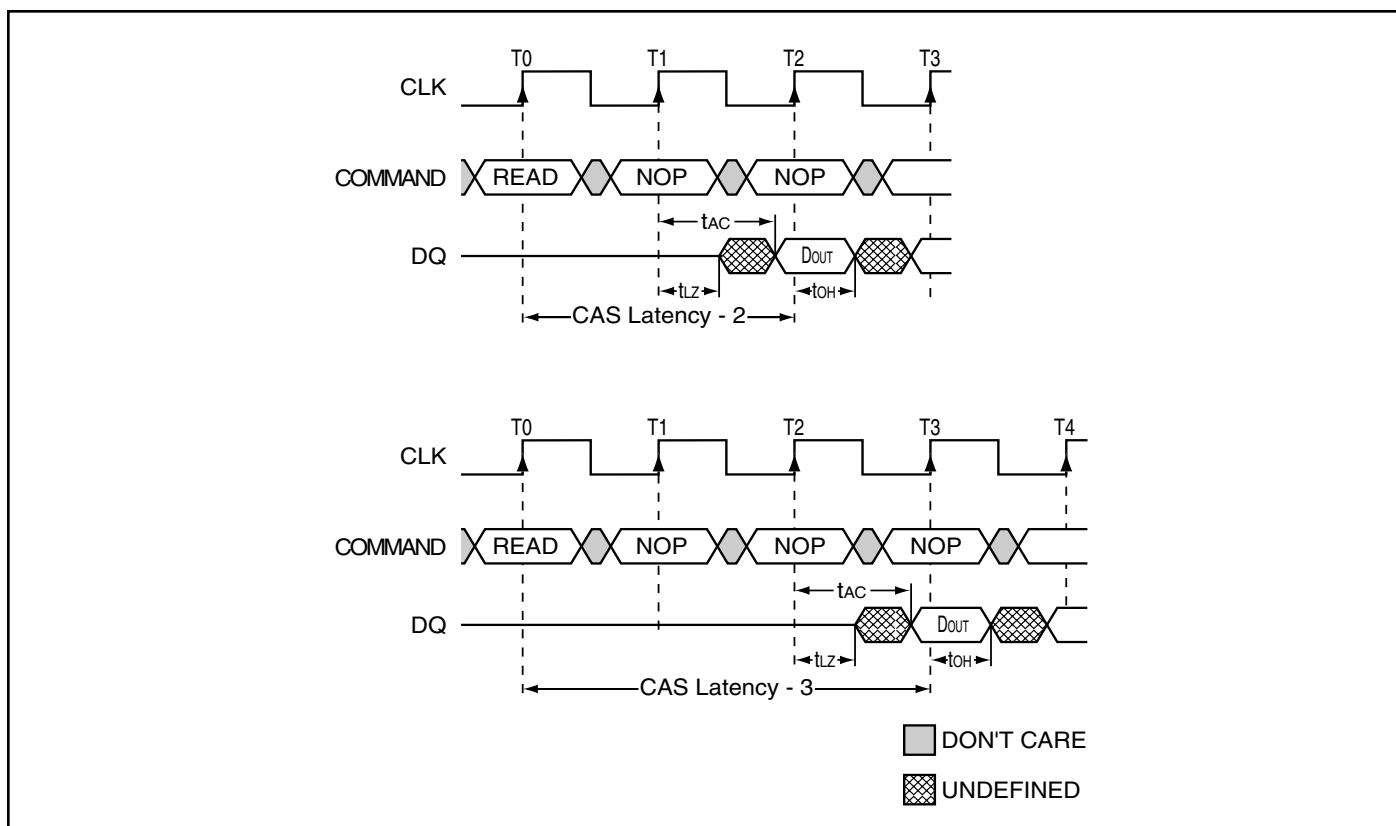 T0 T1 T2 T3
CLK
COMMAND READ NOP NOP
tAC
DQ DOUT
tLZ tOH
CAS Latency - 2
T0 T1 T2 T3 T4
CLK
COMMAND READ NOP NOP NOP
tAC
DQ DOUT
tLZ tOH
CAS Latency - 3
DON'T CARE
UNDEFINED